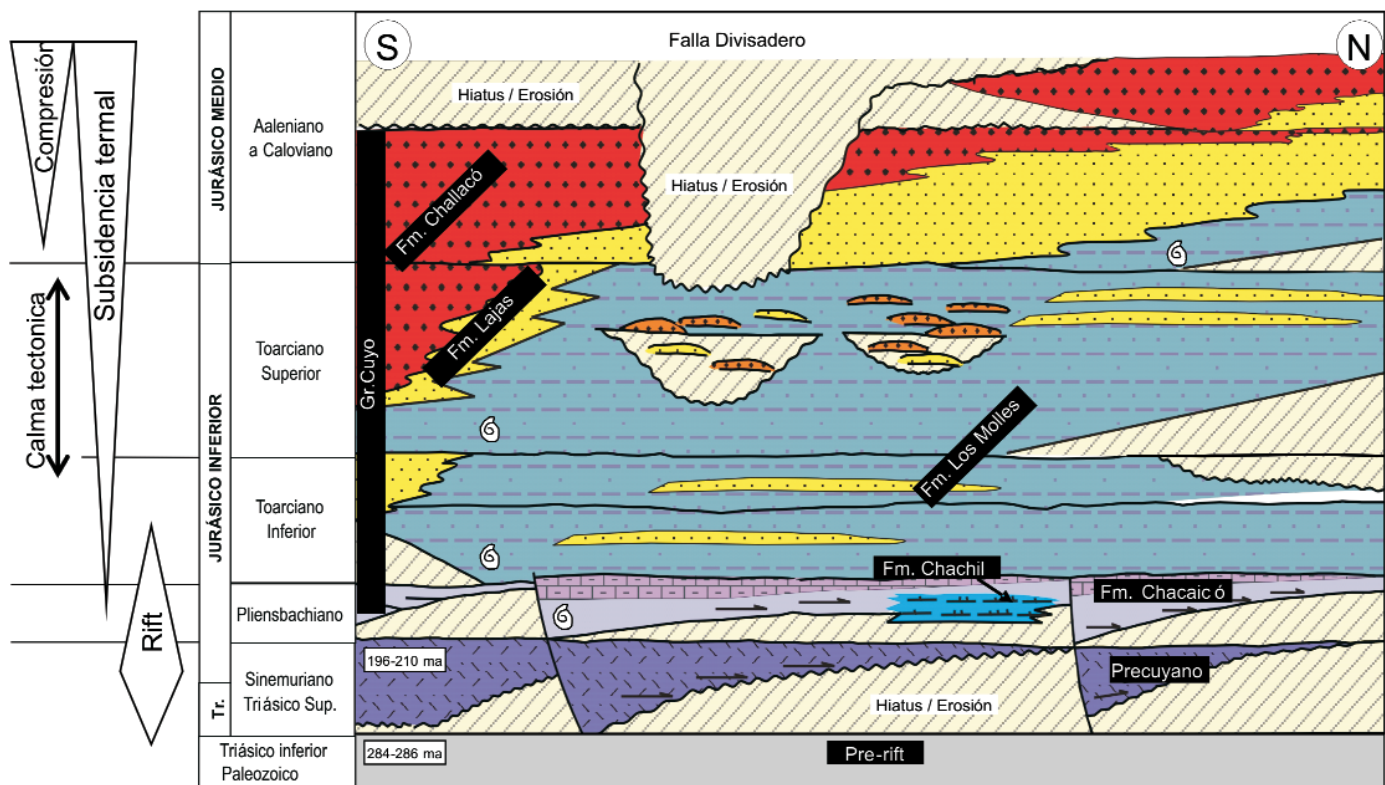 S
Falla Divisadero
N
Compresión
Subsidencia termal
Calma tectonica
Rift
JURÁSICO MEDIO
JURÁSICO INFERIOR
Tr.
Aaleniano
a Caloviano
Toarciano
Superior
Toarciano
Inferior
Pliensbachiano
Sinemuriano
Triásico Sup.
Triásico inferior
Paleozoico
Gr.Cuyo
Hiatus / Erosión
Hiatus / Erosión
Fm. Challacó
Fm. Lajas
Fm. Los Molles
Fm. Chachil
Fm. Chacaic ó
196-210 ma
Precuyano
Hiatus / Erosión
284-286 ma
Pre-rift